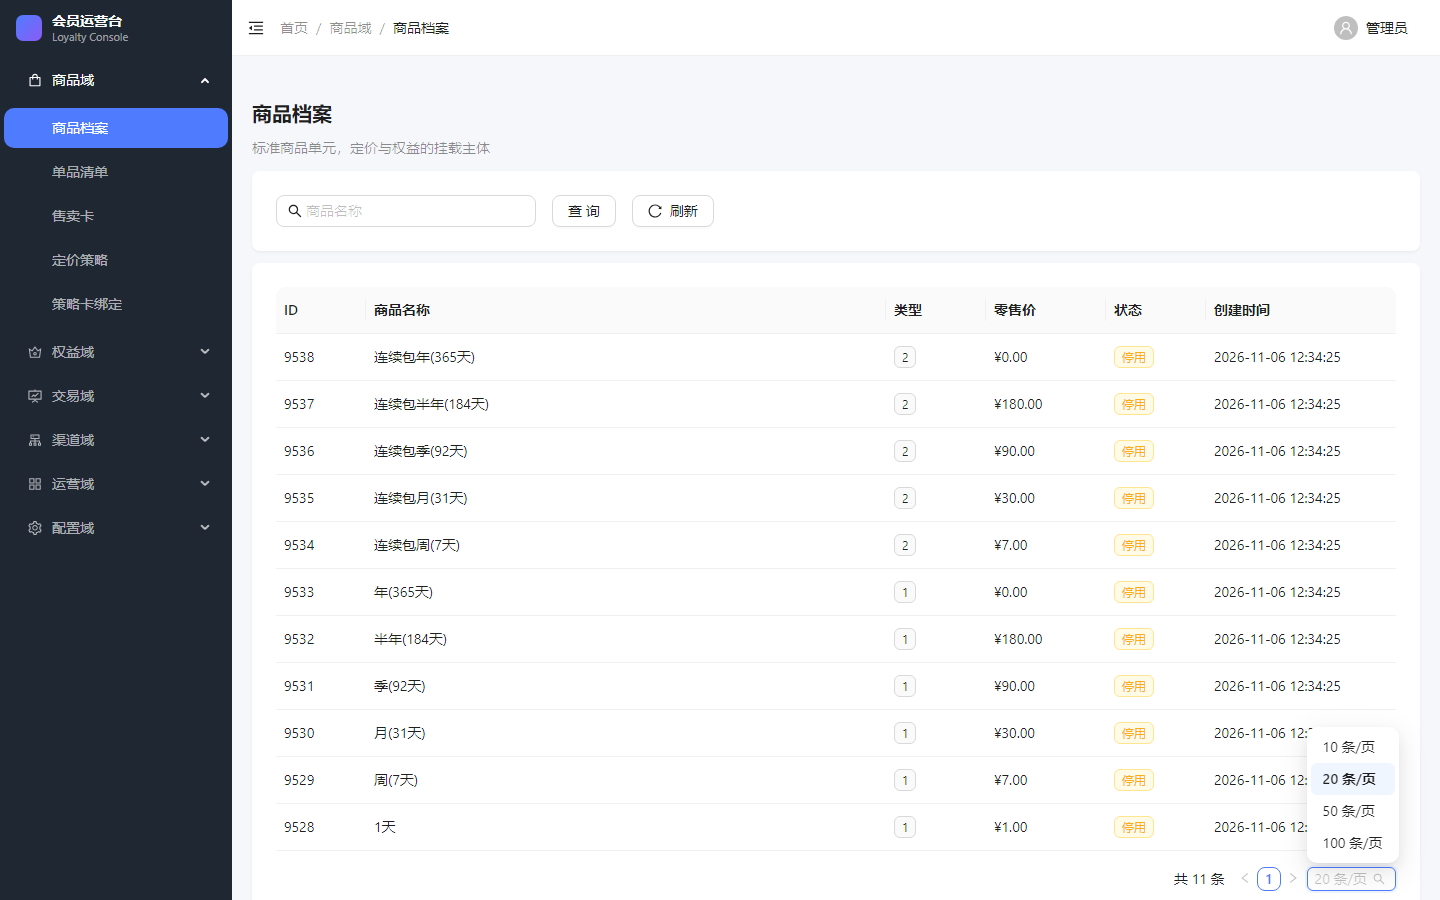 会员运营台
Loyalty Console
商品域
商品档案
单品清单
售卖卡
定价策略
策略卡绑定
权益域
交易域
渠道域
运营域
配置域
首页 / 商品域 / 商品档案
管理员
商品档案
标准商品单元，定价与权益的挂载主体
商品名称
查 询
刷新
ID 商品名称 类型 零售价 状态 创建时间
9538 连续包年(365天) 2 ¥0.00 停用 2026-11-06 12:34:25
9537 连续包半年(184天) 2 ¥180.00 停用 2026-11-06 12:34:25
9536 连续包季(92天) 2 ¥90.00 停用 2026-11-06 12:34:25
9535 连续包月(31天) 2 ¥30.00 停用 2026-11-06 12:34:25
9534 连续包周(7天) 2 ¥7.00 停用 2026-11-06 12:34:25
9533 年(365天) 1 ¥0.00 停用 2026-11-06 12:34:25
9532 半年(184天) 1 ¥180.00 停用 2026-11-06 12:34:25
9531 季(92天) 1 ¥90.00 停用 2026-11-06 12:34:25
9530 月(31天) 1 ¥30.00 停用 2026-11-06 12:
9529 周(7天) 1 ¥7.00 停用 2026-11-06 12:
9528 1天 1 ¥1.00 停用 2026-11-06 12:
10 条/页
20 条/页
50 条/页
100 条/页
共 11 条 1 20 条/页